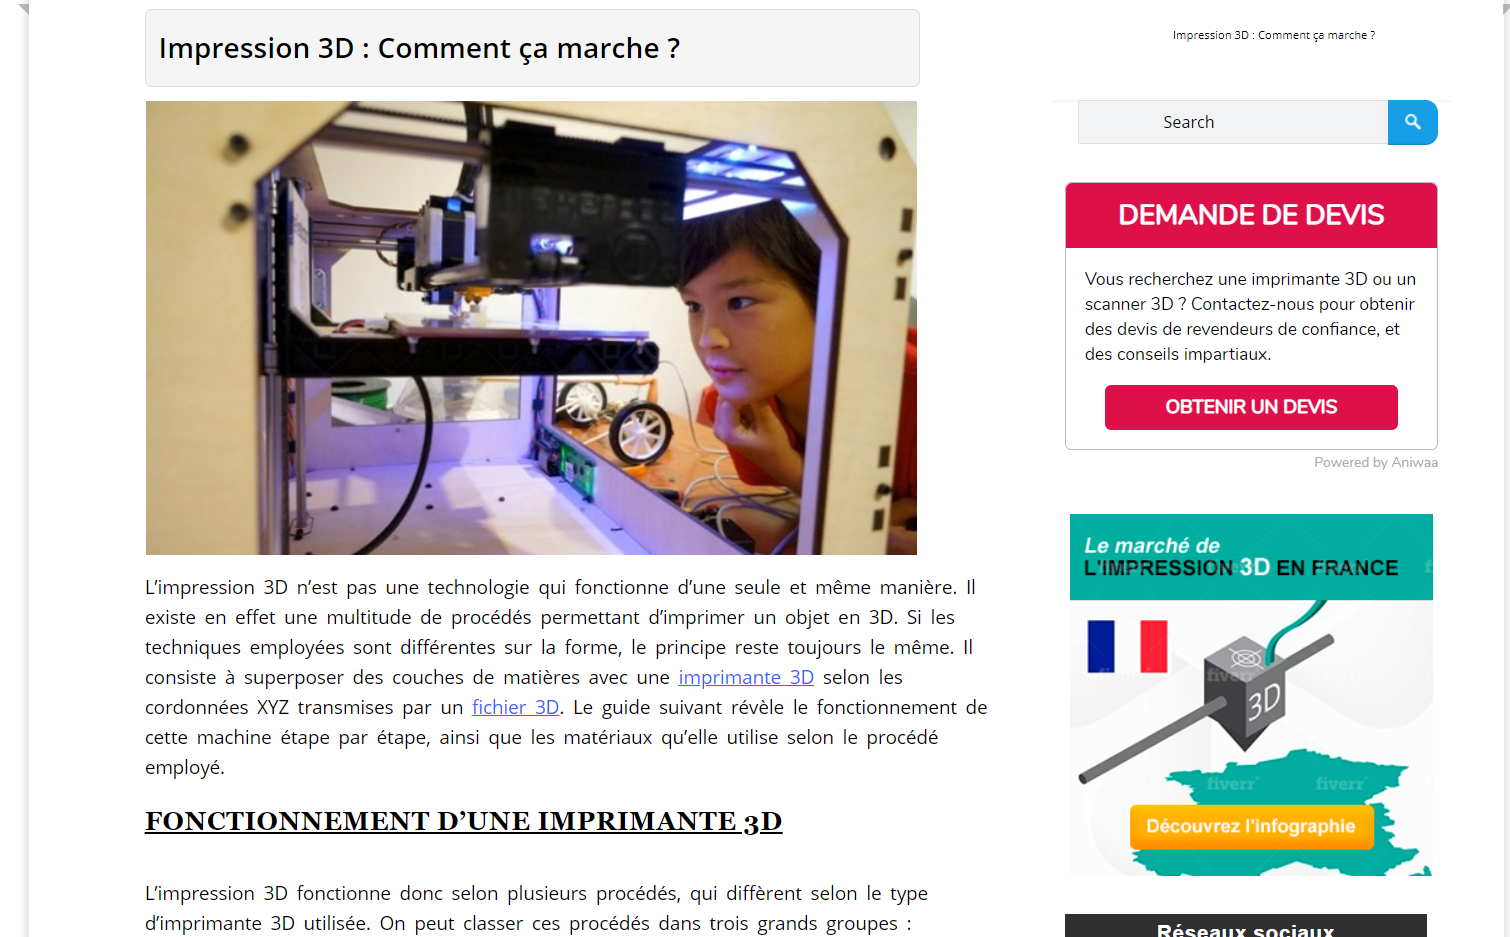 Impression 3D : Comment ça marche ?
L’impression 3D n’est pas une technologie qui fonctionne d’une seule et même manière. Il
existe en effet une multitude de procédés permettant d’imprimer un objet en 3D. Si les
techniques employées sont différentes sur la forme, le principe reste toujours le même. Il
consiste à superposer des couches de matières avec une imprimante 3D selon les
cordonnées XYZ transmises par un fichier 3D. Le guide suivant révèle le fonctionnement de
cette machine étape par étape, ainsi que les matériaux qu’elle utilise selon le procédé
employé.
FONCTIONNEMENT D’UNE IMPRIMANTE 3D
L’impression 3D fonctionne donc selon plusieurs procédés, qui diffèrent selon le type
d’imprimante 3D utilisée. On peut classer ces procédés dans trois grands groupes :
Impression 3D : Comment ça marche ?
Search
DEMANDE DE DEVIS
Vous recherchez une imprimante 3D ou un
scanner 3D ? Contactez-nous pour obtenir
des devis de revendeurs de confiance, et
des conseils impartiaux.
OBTENIR UN DEVIS
Powered by Aniwaa
Le marché de
L'IMPRESSION 3D EN FRANCE
3D
fiverr
fiverr
fiverr
Découvrez l'infographie
Réseaux sociaux